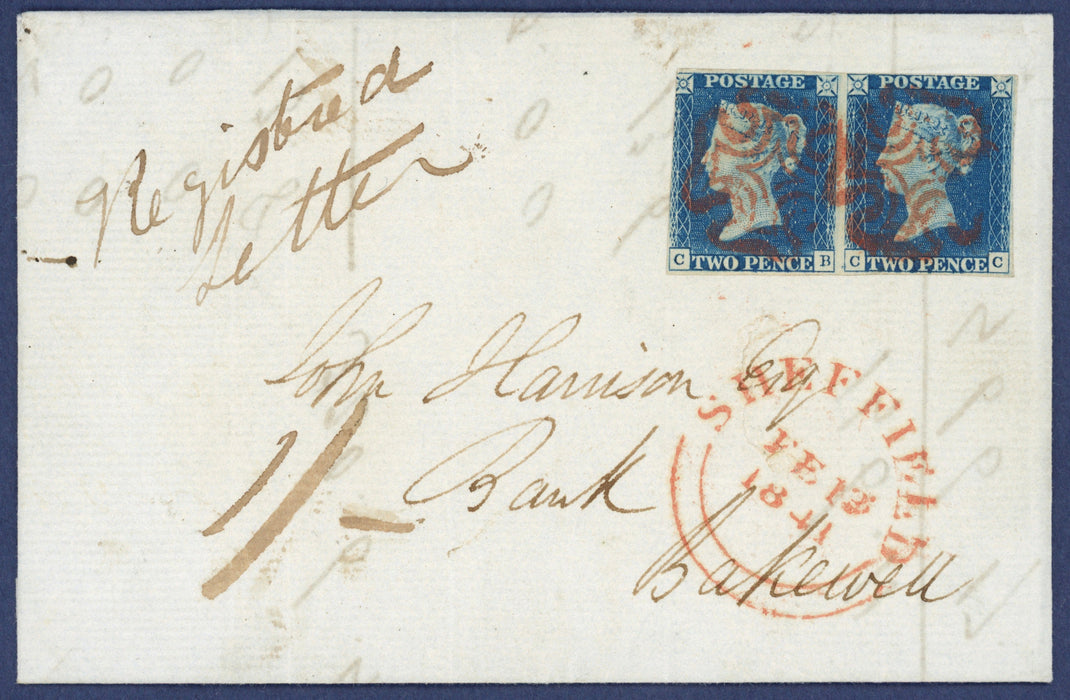 Registered
Letter
POSTAGE POSTAGE
C TWO PENCE B C TWO PENCE C
John Harrison Esq
1/_
Bank
Bakewell
SHEFFIELD
FE 13
1841